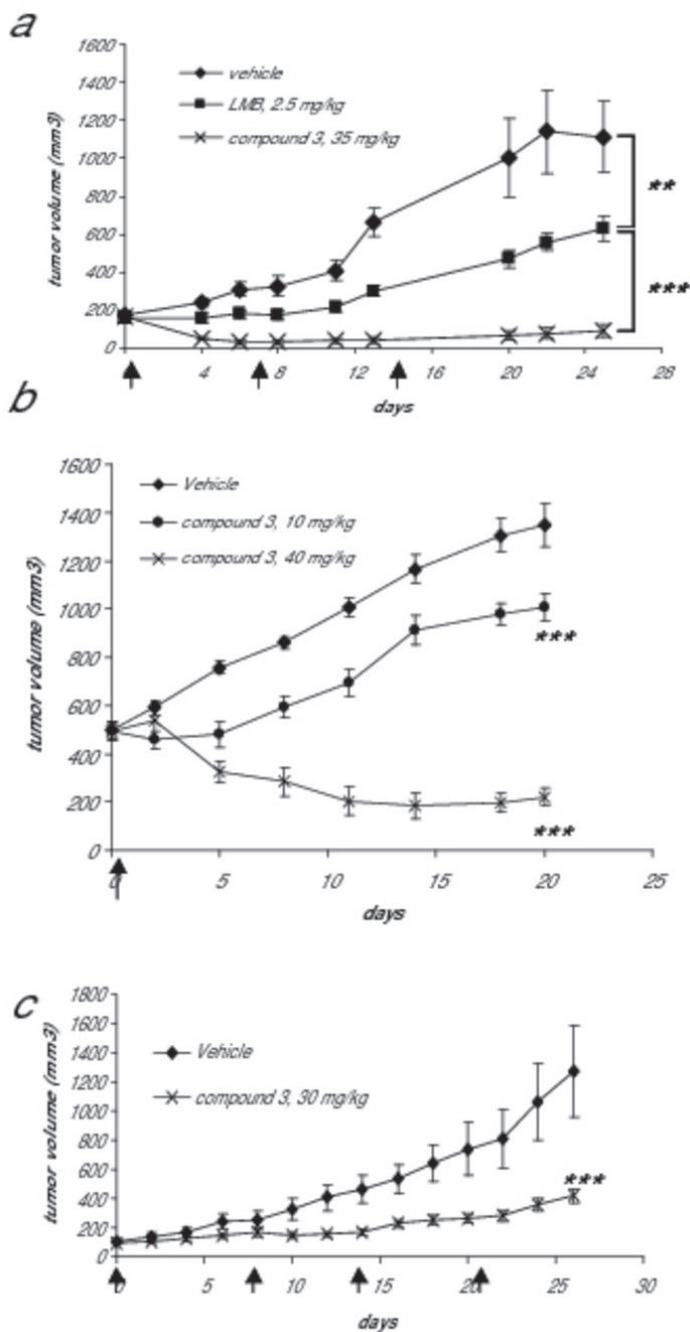 a
1600
1400
1200
1000
800
600
400
200
0
tumor volume (mm3)
vehicle
LMB, 2.5 mg/kg
compound 3, 35 mg/kg
**
***
4 8 12 16 20 24 28
days
b
1600
1400
1200
1000
800
600
400
200
0
tumor volume (mm3)
Vehicle
compound 3, 10 mg/kg
compound 3, 40 mg/kg
***
***
0 5 10 15 20 25
days
c
1800
1600
1400
1200
1000
800
600
400
200
0
tumor volume (mm3)
Vehicle
compound 3, 30 mg/kg
***
0 5 10 15 20 25 30
days